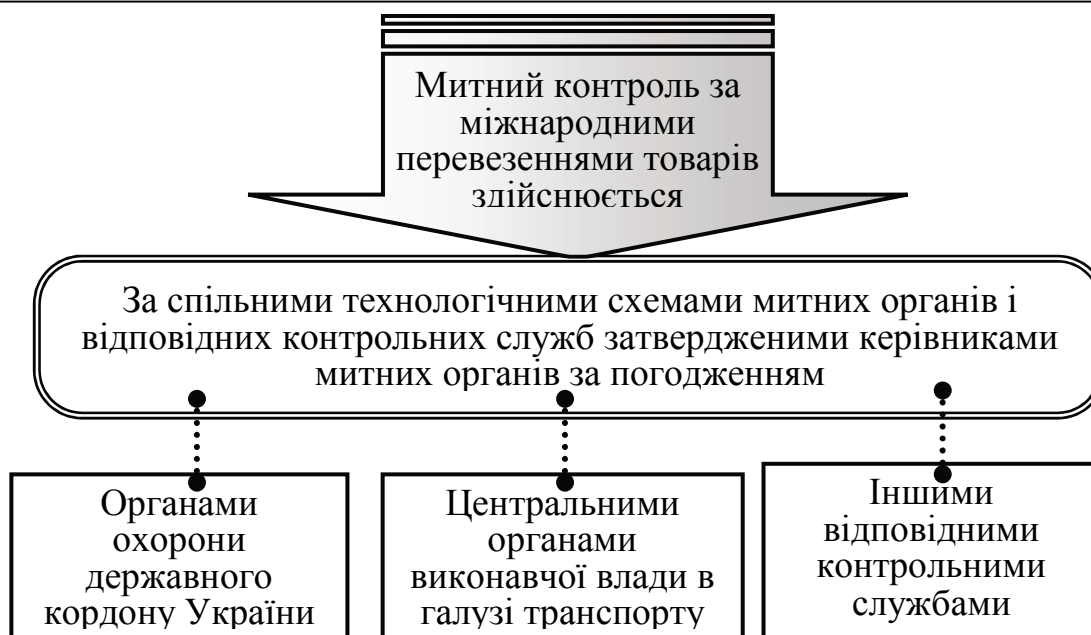 Митний контроль за
міжнародними
перевезеннями товарів
здійснюється
За спільними технологічними схемами митних органів і
відповідних контрольних служб затвердженими керівниками
митних органів за погодженням
Органами
охорони
державного
кордону України
Центральними
органами
виконавчої влади в
галузі транспорту
Іншими
відповідними
контрольними
службами